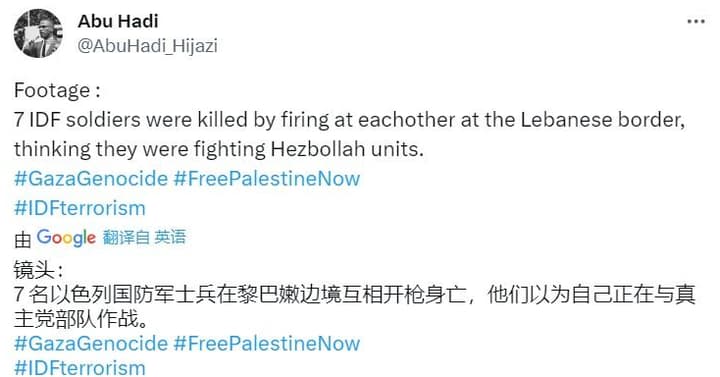 Abu Hadi
@AbuHadi_Hijazi
Footage :
7 IDF soldiers were killed by firing at eachother at the Lebanese border,
thinking they were fighting Hezbollah units.
#GazaGenocide #FreePalestineNow
#IDFterrorism
由 Google 翻译自 英语
镜头：
7 名以色列国防军士兵在黎巴嫩边境互相开枪身亡，他们以为自己正在与真
主党部队作战。
#GazaGenocide #FreePalestineNow
#IDFterrorism